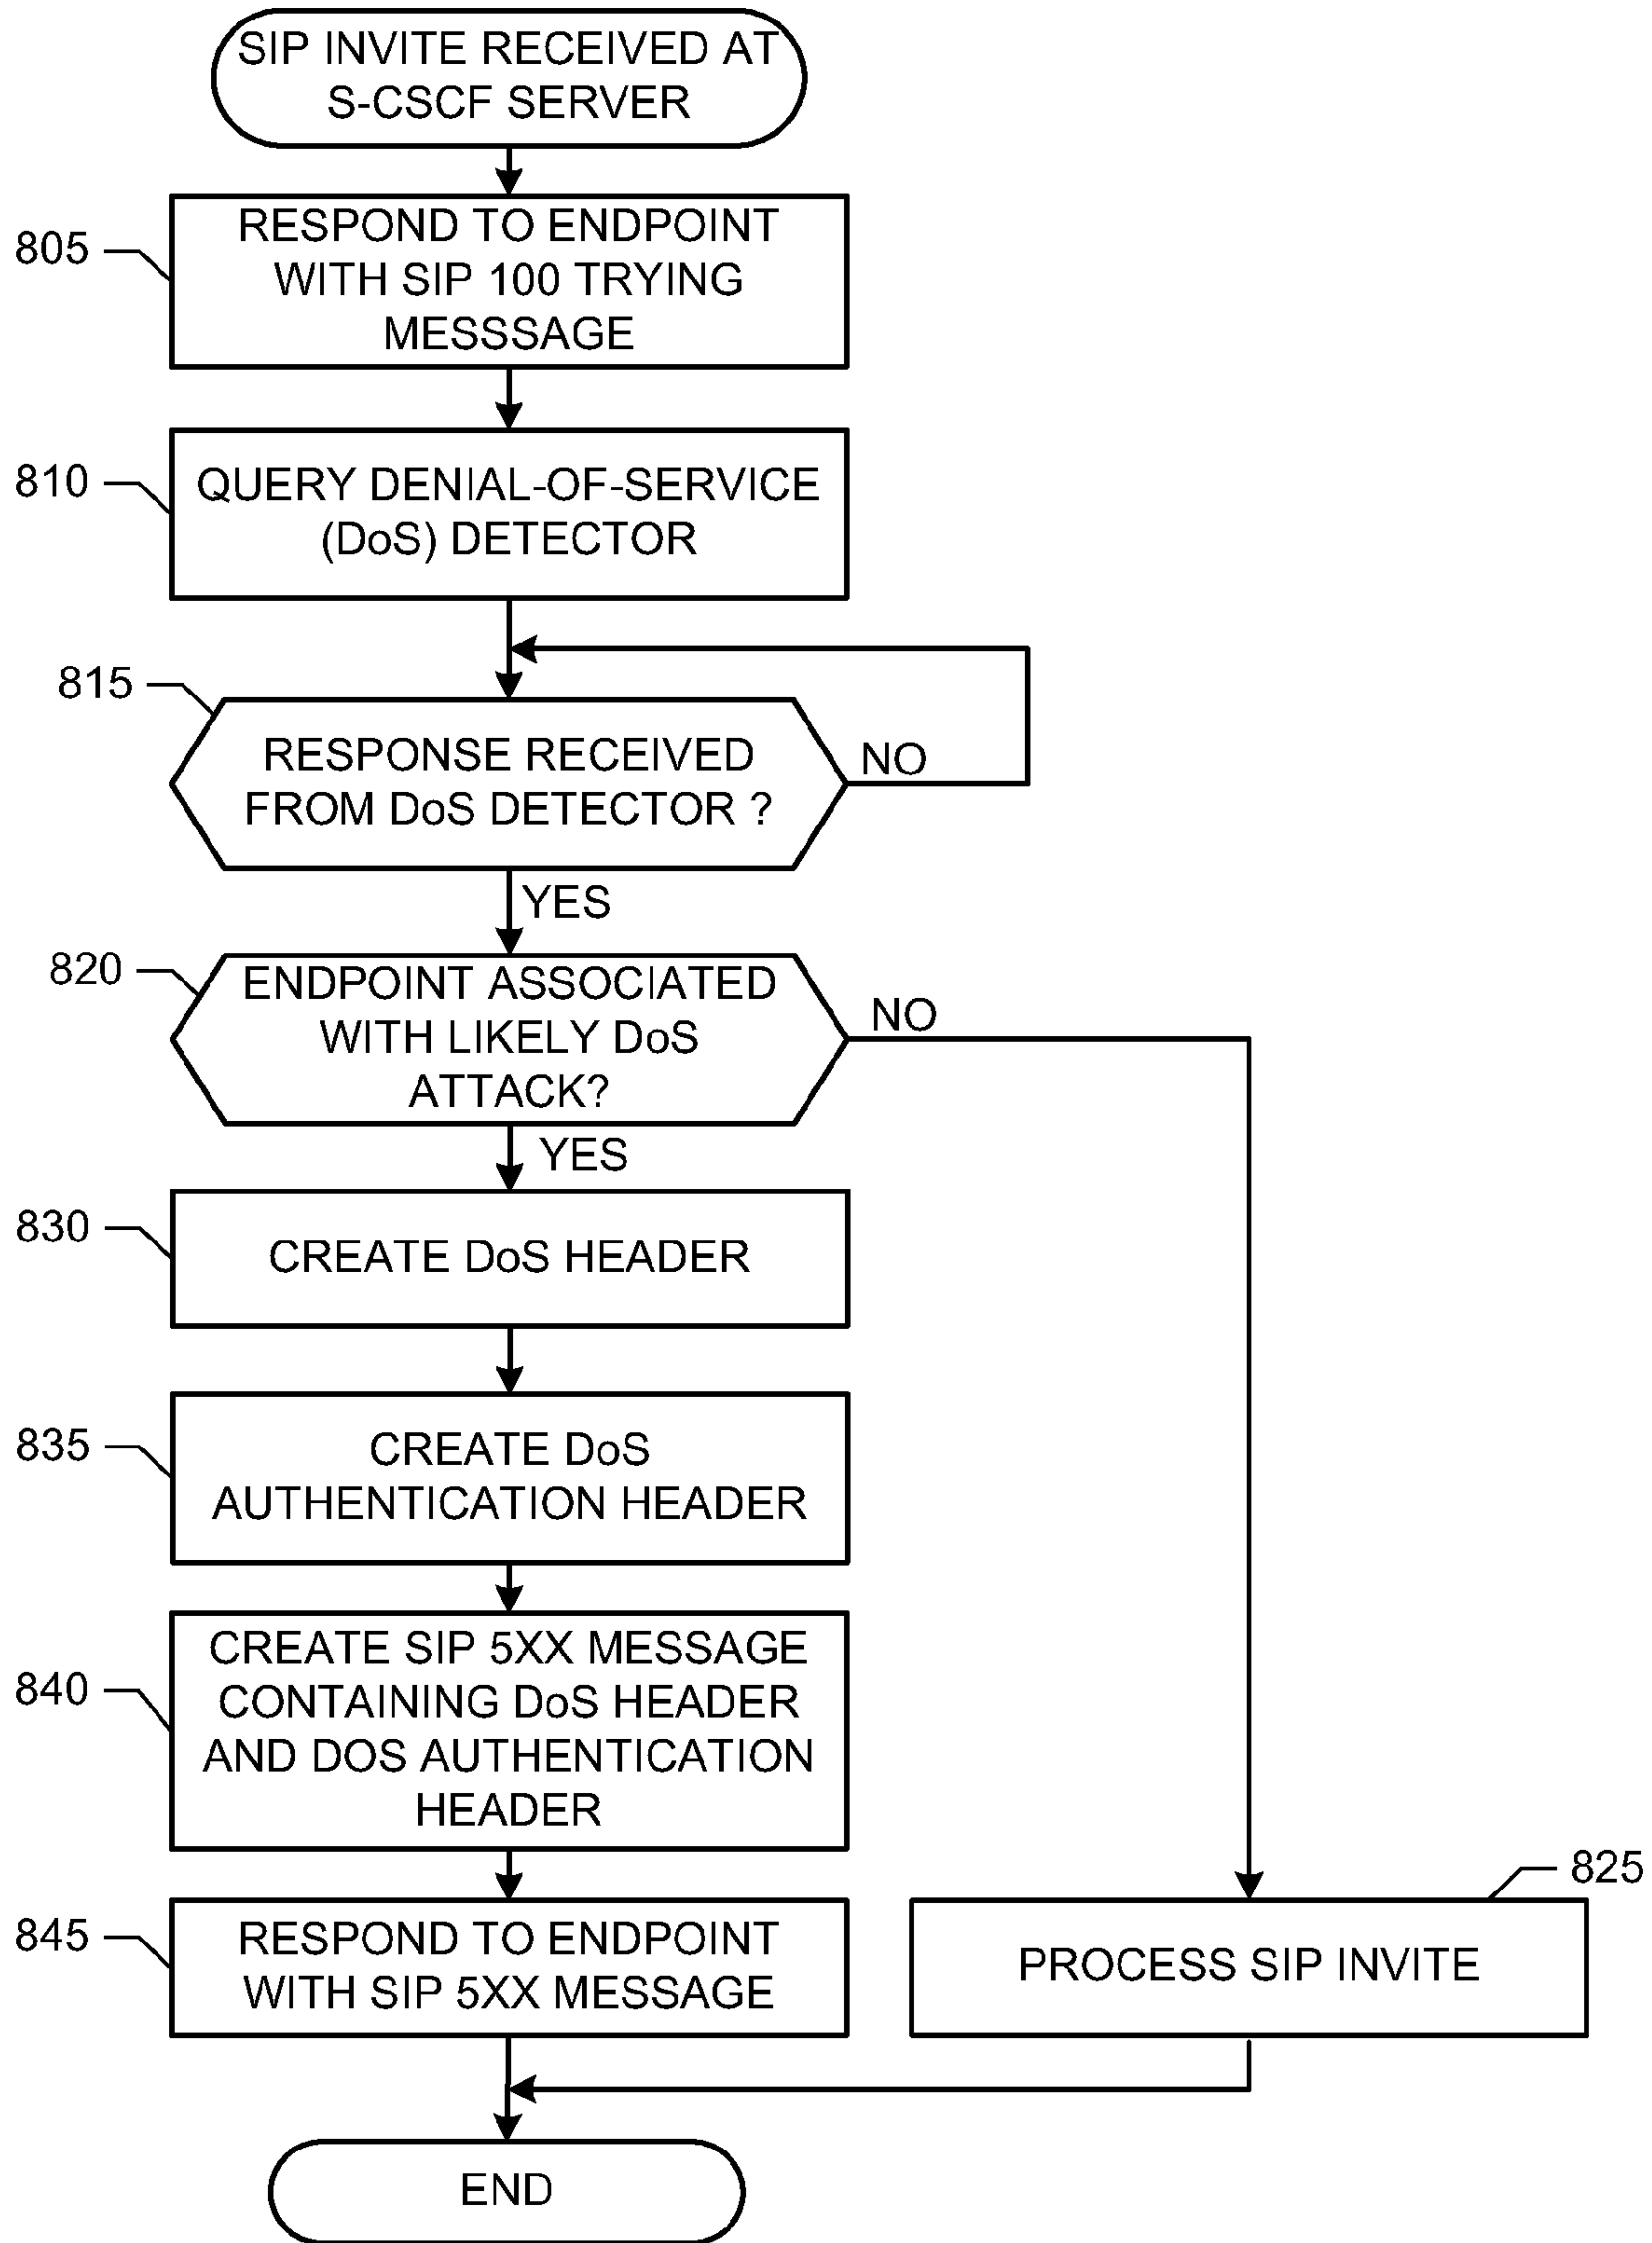 SIP INVITE RECEIVED AT
S-CSCF SERVER
805
RESPOND TO ENDPOINT
WITH SIP 100 TRYING
MESSSAGE
810
QUERY DENIAL-OF-SERVICE
(DoS) DETECTOR
815
RESPONSE RECEIVED
FROM DoS DETECTOR ?
NO
YES
820
ENDPOINT ASSOCIATED
WITH LIKELY DoS
ATTACK?
NO
YES
830
CREATE DoS HEADER
835
CREATE DoS
AUTHENTICATION HEADER
840
CREATE SIP 5XX MESSAGE
CONTAINING DoS HEADER
AND DOS AUTHENTICATION
HEADER
845
RESPOND TO ENDPOINT
WITH SIP 5XX MESSAGE
825
PROCESS SIP INVITE
END